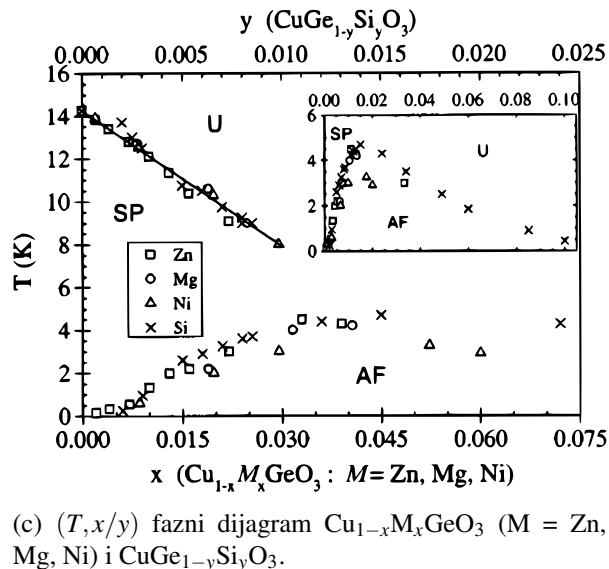 y (CuGe₁₋ᵧSiᵧO₃)
0.000 0.005 0.010 0.015 0.020 0.025
16
14
12
10
8
6
4
2
0
T (K)
U
SP
Zn
Mg
Ni
Si
AF
0.00 0.02 0.04 0.06 0.08 0.10
6
4
2
0
SP
U
AF
0.000 0.015 0.030 0.045 0.060 0.075
x (Cu₁₋ₓMₓGeO₃ : M = Zn, Mg, Ni)
(c) (T, x/y) fazni dijagram Cu₁₋ₓMₓGeO₃ (M = Zn,
Mg, Ni) i CuGe₁₋ᵧSiᵧO₃.